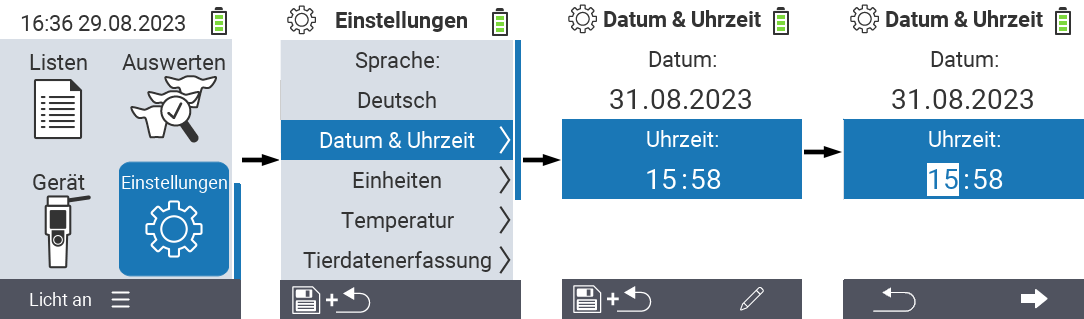 16:36 29.08.2023
Listen
Auswerten
Gerät
Einstellungen
Licht an
Einstellungen
Sprache:
Deutsch
Datum & Uhrzeit
Einheiten
Temperatur
Tierdatenerfassung
+
Datum & Uhrzeit
Datum:
31.08.2023
Uhrzeit:
15:58
+
Datum & Uhrzeit
Datum:
31.08.2023
Uhrzeit:
15:58